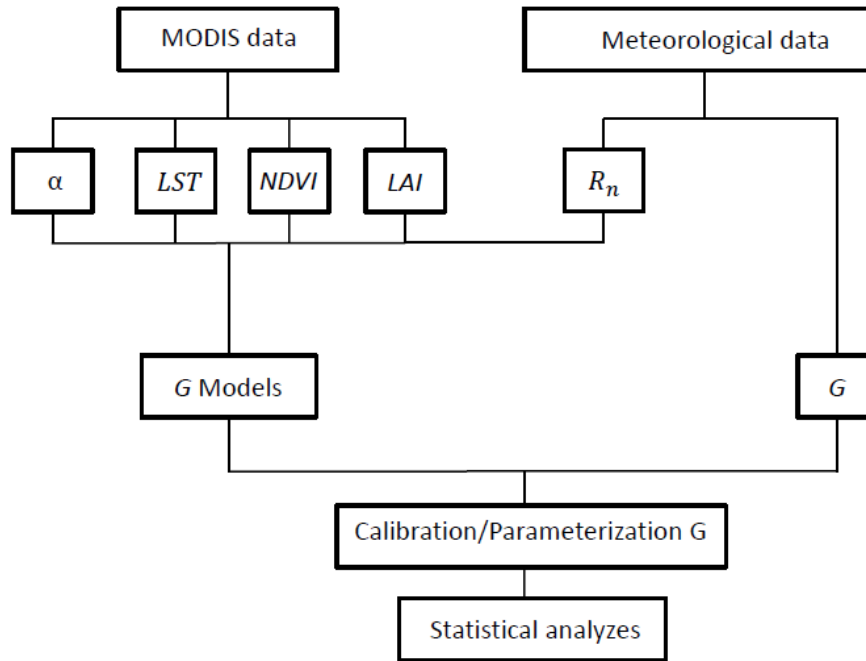 MODIS data
Meteorological data
α
LST
NDVI
LAI
Rn
G Models
G
Calibration/Parameterization G
Statistical analyzes